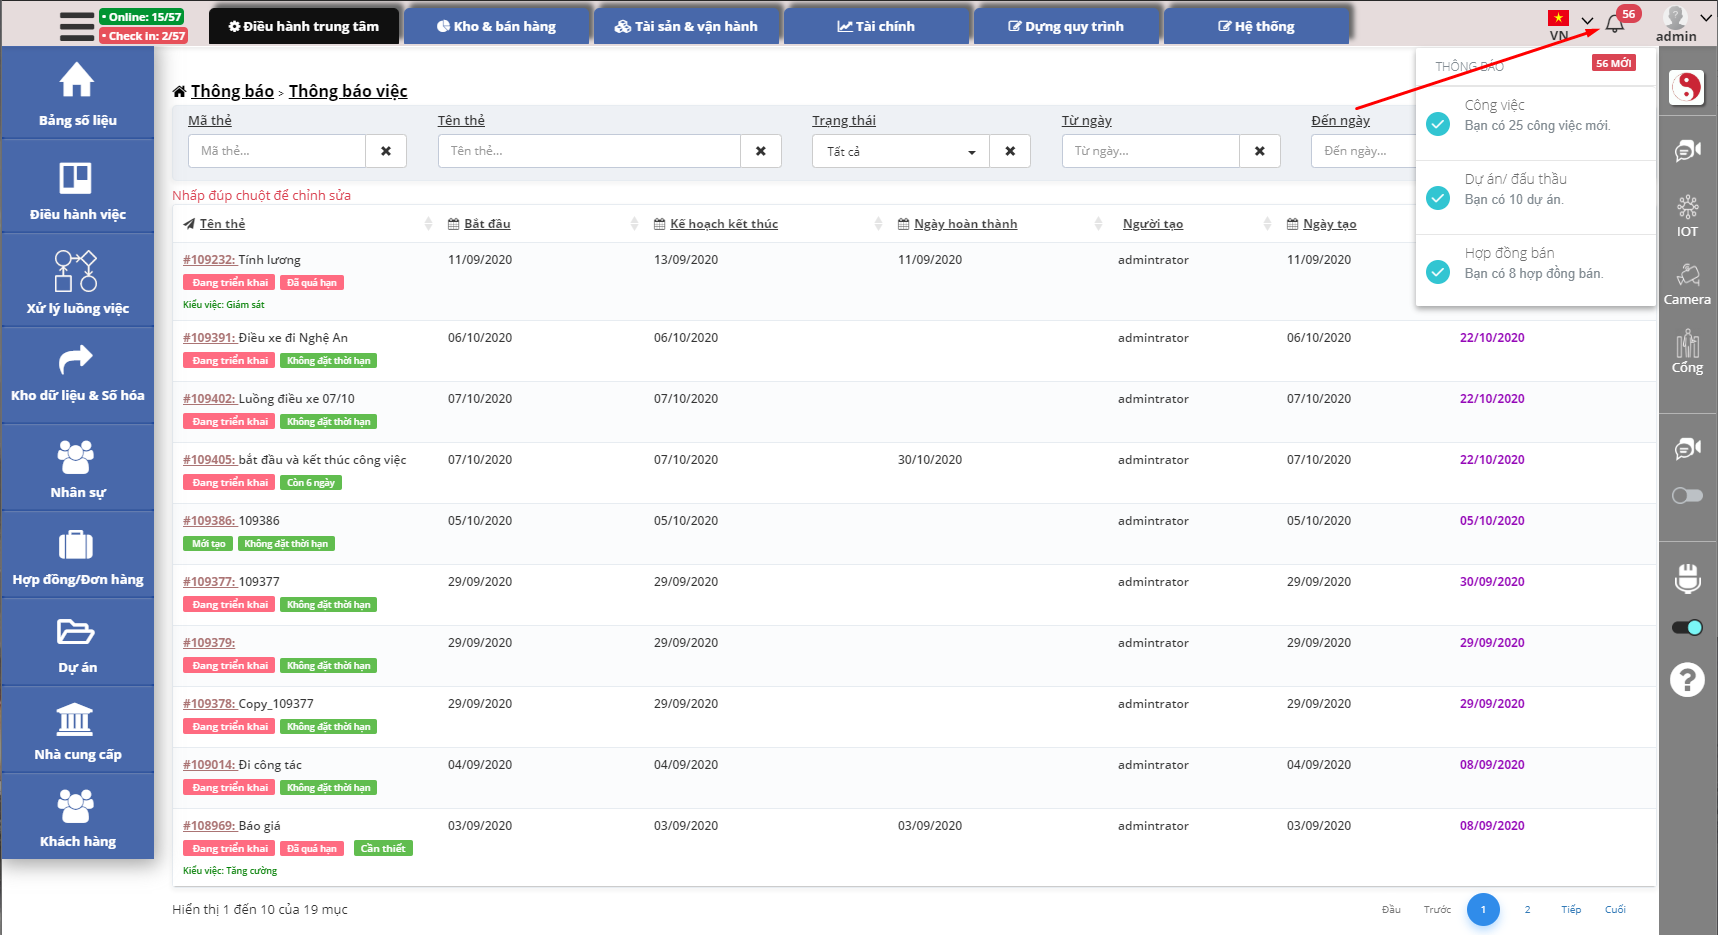 • Online: 15/57
• Check In: 2/57
Điều hành trung tâm
Kho & bán hàng
Tài sản & vận hành
Tài chính
Dựng quy trình
Hệ thống
VN
56
admin
Bảng số liệu
Điều hành việc
Xử lý luồng việc
Kho dữ liệu & Số hóa
Nhân sự
Hợp đồng/Đơn hàng
Dự án
Nhà cung cấp
Khách hàng
Thông báo > Thông báo việc
Mã thẻ
Tên thẻ
Trạng thái
Từ ngày
Đến ngày
Mã thẻ...
Tên thẻ...
Tất cả
Từ ngày...
Đến ngày...
THÔNG BÁO
56 MỚI
Công việc
Bạn có 25 công việc mới.
Dự án/ đấu thầu
Bạn có 10 dự án.
Hợp đồng bán
Bạn có 8 hợp đồng bán.
Nhấp đúp chuột để chỉnh sửa
Tên thẻ Bắt đầu Kế hoạch kết thúc Ngày hoàn thành Người tạo Ngày tạo
#109232: Tính lương 11/09/2020 13/09/2020 11/09/2020 admintrator 11/09/2020
Đang triển khai Đã quá hạn
Kiểu việc: Giám sát
#109391: Điều xe đi Nghệ An 06/10/2020 06/10/2020 admintrator 06/10/2020 22/10/2020
Đang triển khai Không đặt thời hạn
#109402: Luồng điều xe 07/10 07/10/2020 07/10/2020 admintrator 07/10/2020 22/10/2020
Đang triển khai Không đặt thời hạn
#109405: bắt đầu và kết thúc công việc 07/10/2020 07/10/2020 30/10/2020 admintrator 07/10/2020 22/10/2020
Đang triển khai Còn 6 ngày
#109386: 109386 05/10/2020 05/10/2020 admintrator 05/10/2020 05/10/2020
Mới tạo Không đặt thời hạn
#109377: 109377 29/09/2020 29/09/2020 admintrator 29/09/2020 30/09/2020
Đang triển khai Không đặt thời hạn
#109379: 29/09/2020 29/09/2020 admintrator 29/09/2020 29/09/2020
Đang triển khai Không đặt thời hạn
#109378: Copy_109377 29/09/2020 29/09/2020 admintrator 29/09/2020 29/09/2020
Đang triển khai Không đặt thời hạn
#109014: Đi công tác 04/09/2020 04/09/2020 admintrator 04/09/2020 08/09/2020
Đang triển khai Không đặt thời hạn
#108969: Báo giá 03/09/2020 03/09/2020 03/09/2020 admintrator 03/09/2020 08/09/2020
Đang triển khai Đã quá hạn Cần thiết
Kiểu việc: Tăng cường
Hiển thị 1 đến 10 của 19 mục
Đầu Trước 1 2 Tiếp Cuối
IOT
Camera
Cổng